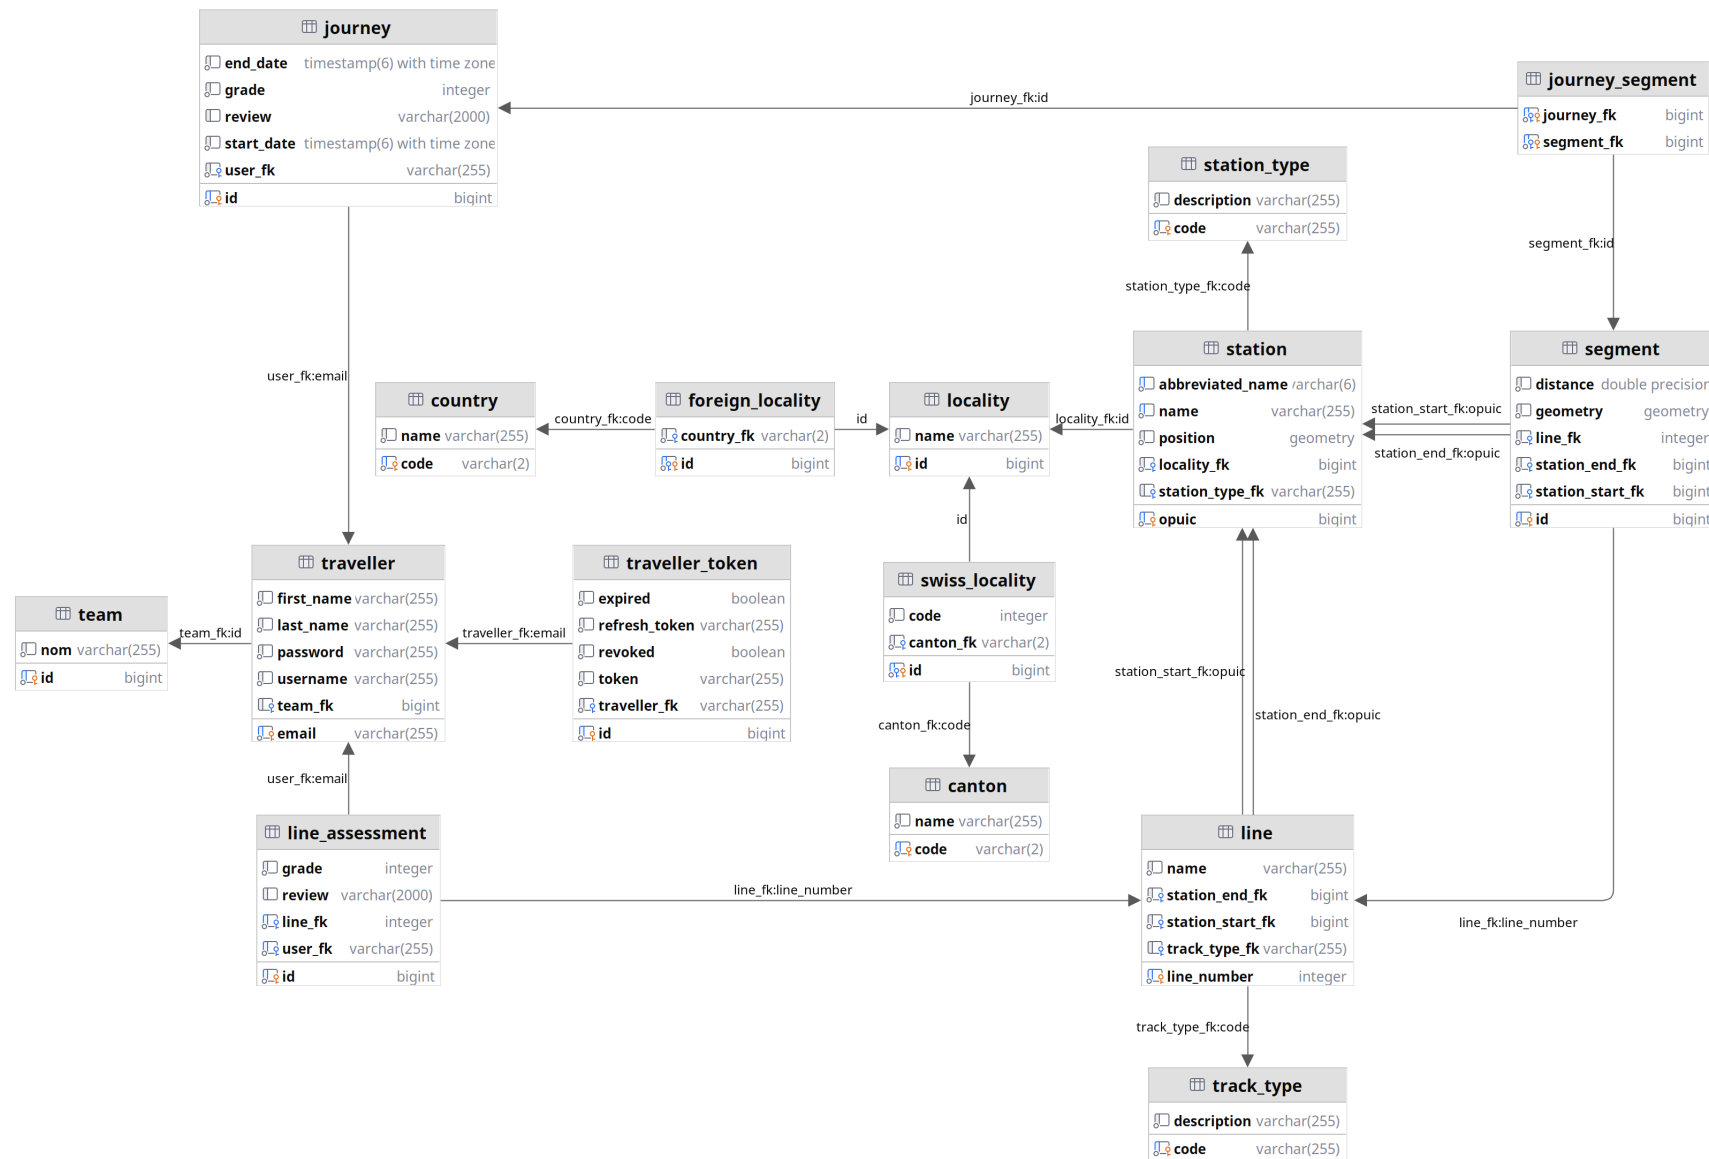 journey
end_date timestamp(6) with time zone
grade integer
review varchar(2000)
start_date timestamp(6) with time zone
user_fk varchar(255)
id bigint
journey_fk:id
journey_segment
journey_fk bigint
segment_fk bigint
station_type
description varchar(255)
code varchar(255)
segment_fk:id
station_type_fk:code
user_fk:email
country
name varchar(255)
code varchar(2)
country_fk:code
foreign_locality
country_fk varchar(2)
id bigint
id
locality
name varchar(255)
id bigint
locality_fk:id
station
abbreviated_name varchar(6)
name varchar(255)
position geometry
locality_fk bigint
station_type_fk varchar(255)
opuic bigint
station_start_fk:opuic
station_end_fk:opuic
segment
distance double precision
geometry geometry
line_fk integer
station_end_fk bigint
station_start_fk bigint
id bigint
id
team
nom varchar(255)
id bigint
team_fk:id
traveller
first_name varchar(255)
last_name varchar(255)
password varchar(255)
username varchar(255)
team_fk bigint
email varchar(255)
traveller_fk:email
traveller_token
expired boolean
refresh_token varchar(255)
revoked boolean
token varchar(255)
traveller_fk varchar(255)
id bigint
swiss_locality
code integer
canton_fk varchar(2)
id bigint
station_start_fk:opuic
station_end_fk:opuic
canton_fk:code
user_fk:email
canton
name varchar(255)
code varchar(2)
line_assessment
grade integer
review varchar(2000)
line_fk integer
user_fk varchar(255)
id bigint
line_fk:line_number
line
name varchar(255)
station_end_fk bigint
station_start_fk bigint
track_type_fk varchar(255)
line_number integer
line_fk:line_number
track_type_fk:code
track_type
description varchar(255)
code varchar(255)